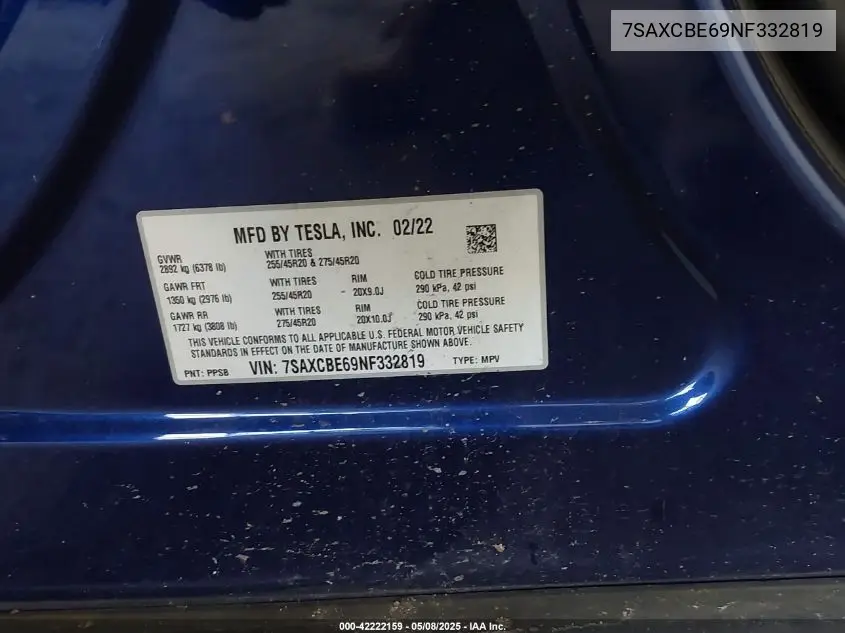 7SAXCBE69NF332819
MFD BY TESLA, INC. 02/22
GVWR
2892 kg (6378 lb)
WITH TIRES
255/45R20 & 275/45R20
GAWR FRT
1350 kg (2976 lb)
WITH TIRES
255/45R20
RIM
- 20X9.0J
COLD TIRE PRESSURE
290 kPa, 42 psi
GAWR RR
1727 kg (3808 lb)
WITH TIRES
275/45R20
RIM
20X10.0J
COLD TIRE PRESSURE
290 kPa, 42 psi
THIS VEHICLE CONFORMS TO ALL APPLICABLE U.S. FEDERAL MOTOR VEHICLE SAFETY
STANDARDS IN EFFECT ON THE DATE OF MANUFACTURE SHOWN ABOVE.
PNT: PPSB VIN: 7SAXCBE69NF332819 TYPE: MPV
000-42222159 - 05/08/2025 - IAA Inc.